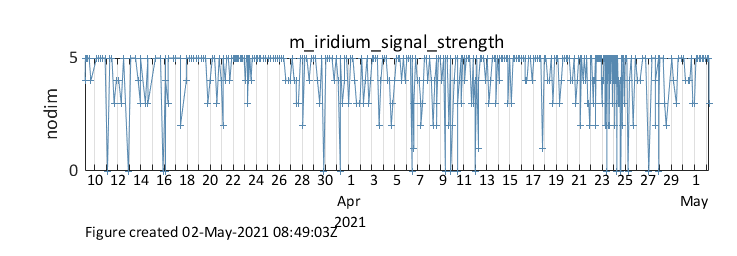 m_iridium_signal_strength
5
nodim
0
10 12 14 16 18 20 22 24 26 28 30 1 3 5 7 9 11 13 15 17 19 21 23 25 27 29 1
Apr May
2021
Figure created 02-May-2021 08:49:03Z